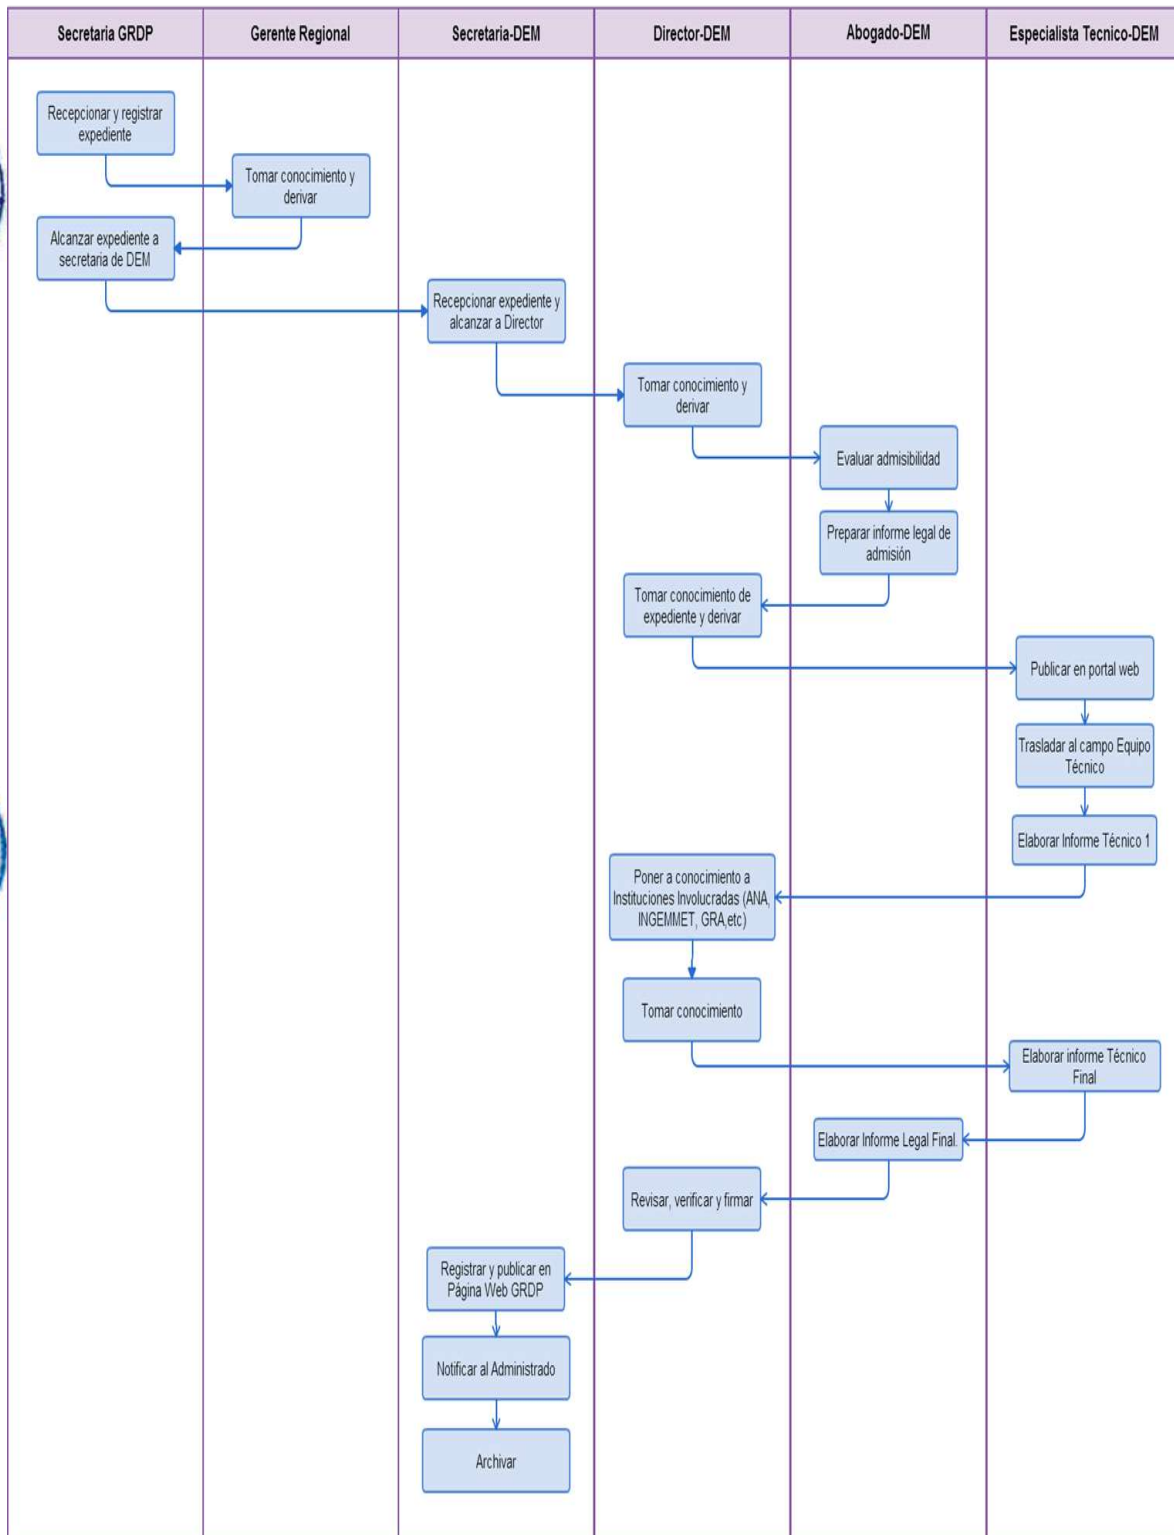 Secretaria GRDP
Gerente Regional
Secretaria-DEM
Director-DEM
Abogado-DEM
Especialista Tecnico-DEM
Recepcionar y registrar
expediente
Tomar conocimiento y
derivar
Alcanzar expediente a
secretaria de DEM
Recepcionar expediente y
alcanzar a Director
Tomar conocimiento y
derivar
Evaluar admisibilidad
Preparar informe legal de
admisión
Tomar conocimiento de
expediente y derivar
Publicar en portal web
Trasladar al campo Equipo
Técnico
Elaborar Informe Técnico 1
Poner a conocimiento a
Instituciones Involucradas (ANA,
INGEMMET, GRA,etc)
Tomar conocimiento
Elaborar informe Técnico
Final
Elaborar Informe Legal Final.
Revisar, verificar y firmar
Registrar y publicar en
Página Web GRDP
Notificar al Administrado
Archivar